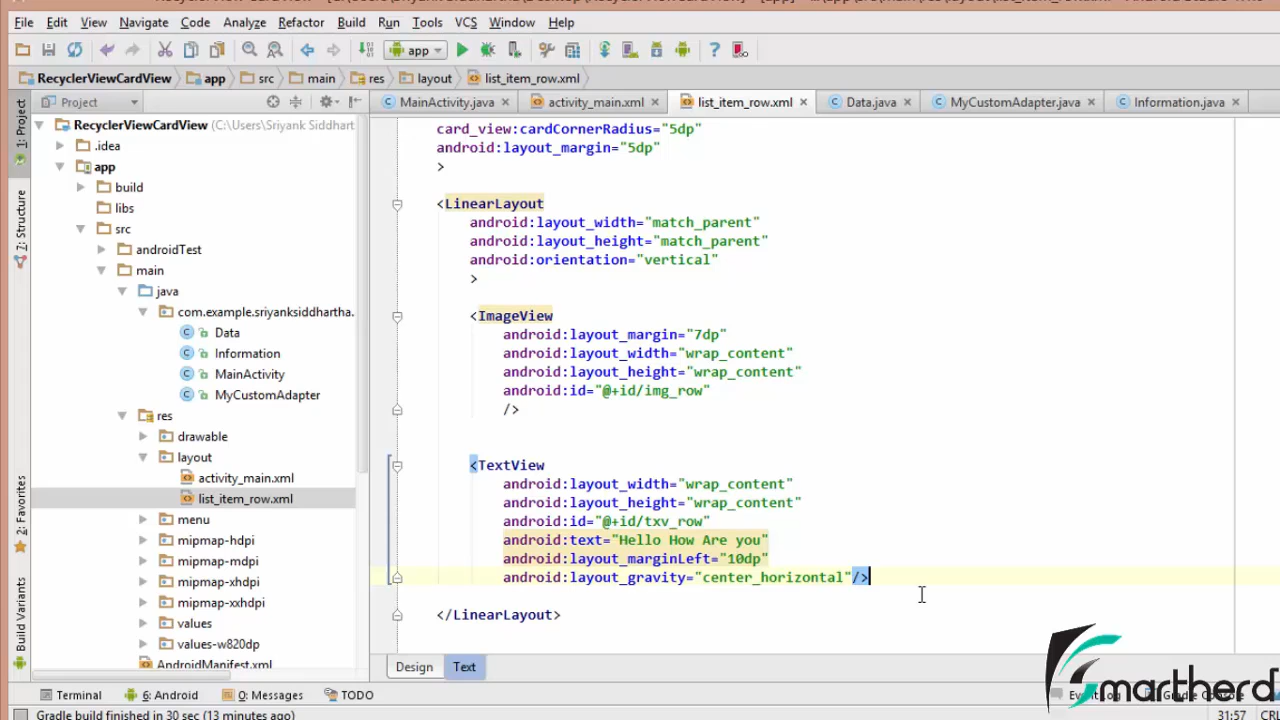 File Edit View Navigate Code Analyze Refactor Build Run Tools VCS Window Help
app
RecyclerViewCardView app src main res layout list_item_row.xml
Project
MainActivity.java activity_main.xml list_item_row.xml Data.java MyCustomAdapter.java Information.java
1: Project
7: Structure
2: Favorites
Build Variants
RecyclerViewCardView (C:\Users\Sriyank Siddhart
.idea
app
build
libs
src
androidTest
main
java
com.example.sriyanksiddhartha.
Data
Information
MainActivity
MyCustomAdapter
res
drawable
layout
activity_main.xml
list_item_row.xml
menu
mipmap-hdpi
mipmap-mdpi
mipmap-xhdpi
mipmap-xxhdpi
values
values-w820dp
AndroidManifest.xml
card_view:cardCornerRadius="5dp"
android:layout_margin="5dp"
>
<LinearLayout
android:layout_width="match_parent"
android:layout_height="match_parent"
android:orientation="vertical"
>
<ImageView
android:layout_margin="7dp"
android:layout_width="wrap_content"
android:layout_height="wrap_content"
android:id="@+id/img_row"
/>
<TextView
android:layout_width="wrap_content"
android:layout_height="wrap_content"
android:id="@+id/txv_row"
android:text="Hello How Are you"
android:layout_marginLeft="10dp"
android:layout_gravity="center_horizontal"/>
</LinearLayout>
Design Text
Terminal 6: Android 0: Messages TODO
martherd
Gradle build finished in 30 sec (13 minutes ago)
31:57